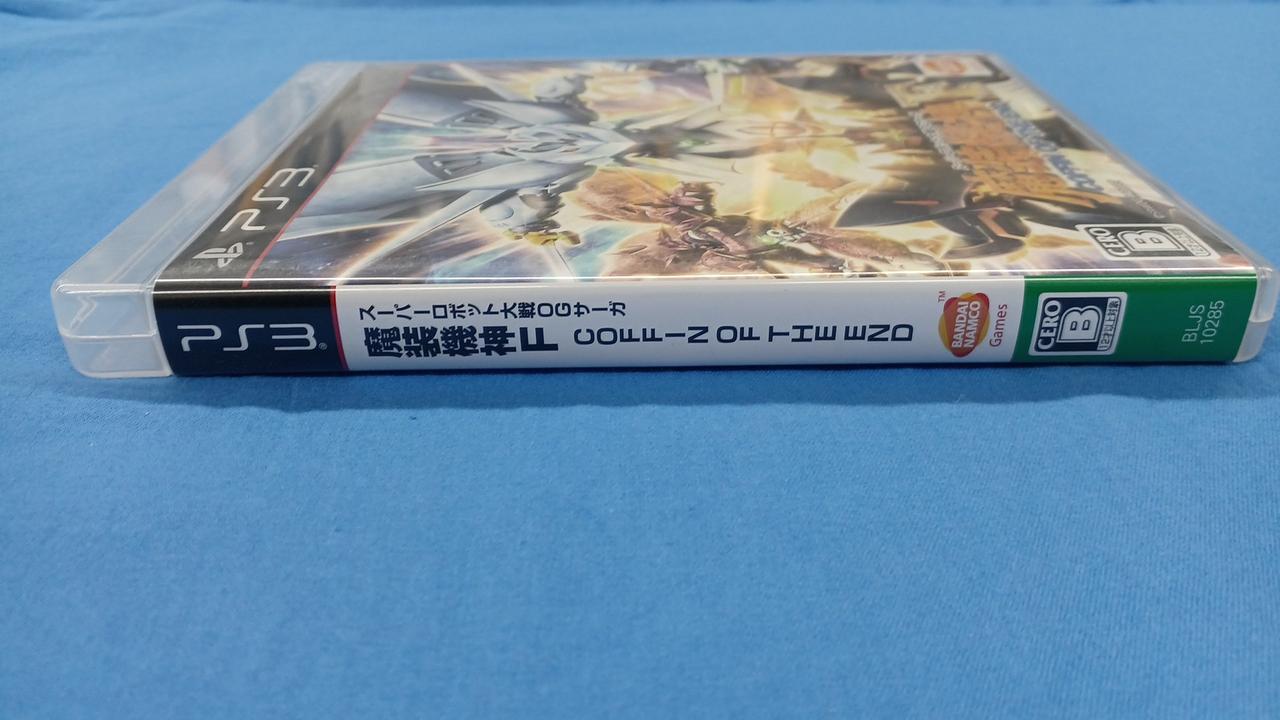 PS3
PS3
スーパーロボット大戦OGサーガ
魔装機神F COFFIN OF THE END
TM
BANDAI
NAMCO
Games
CERO
B
12才以上対象
BLJS
10285
CERO
B